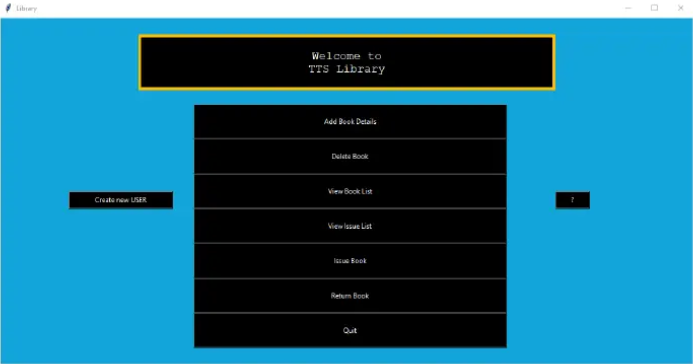 Library
Welcome to
TTS Library
Add Book Details
Delete Book
View Book List
Create new USER
?
View Issue List
Issue Book
Return Book
Quit